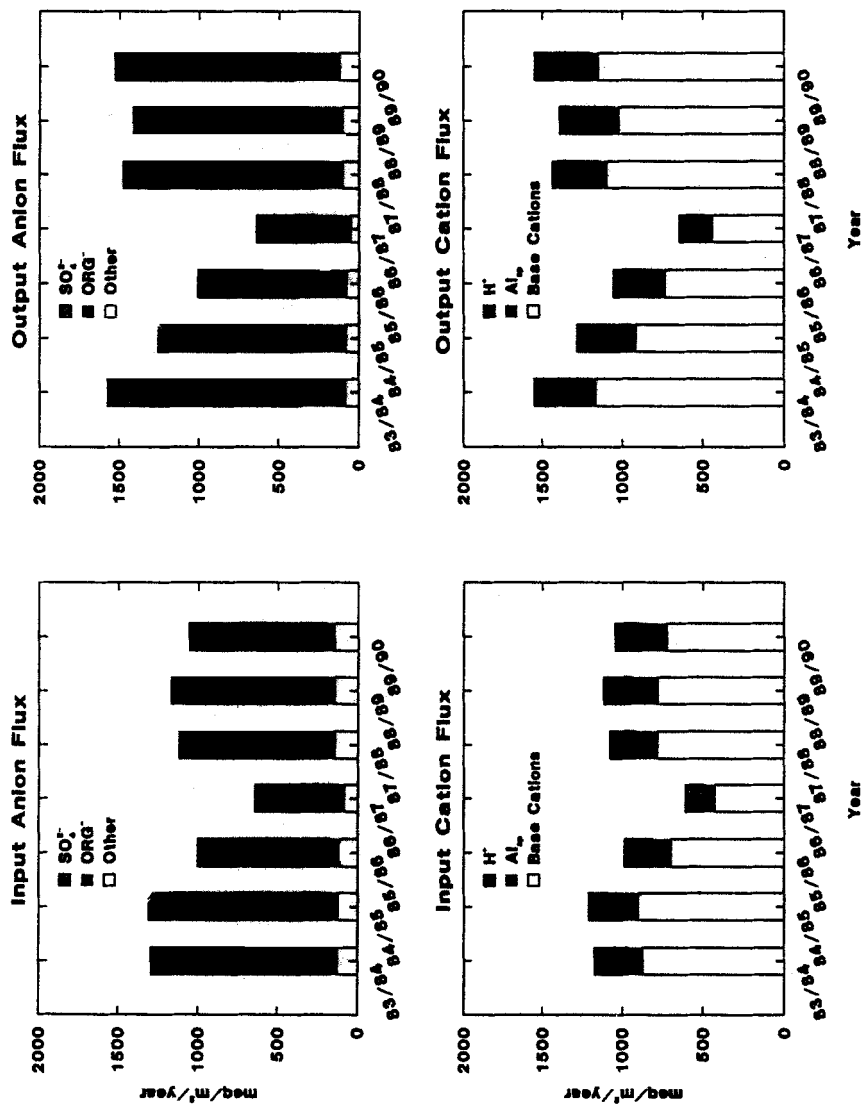 Input Anion Flux
SO₄²⁻
ORG⁻
Other
2000
1500
1000
500
0
meq/m²/year
83/84
84/85
85/86
86/87
87/88
88/89
89/90
Output Anion Flux
SO₄²⁻
ORG⁻
Other
2000
1500
1000
500
0
83/84
84/85
85/86
86/87
87/88
88/89
89/90
Input Cation Flux
H⁺
Base Cations
2000
1500
1000
500
0
meq/m²/year
83/84
84/85
85/86
86/87
87/88
88/89
89/90
Year
Output Cation Flux
H⁺
Base Cations
2000
1500
1000
500
0
83/84
84/85
85/86
86/87
87/88
88/89
89/90
Year